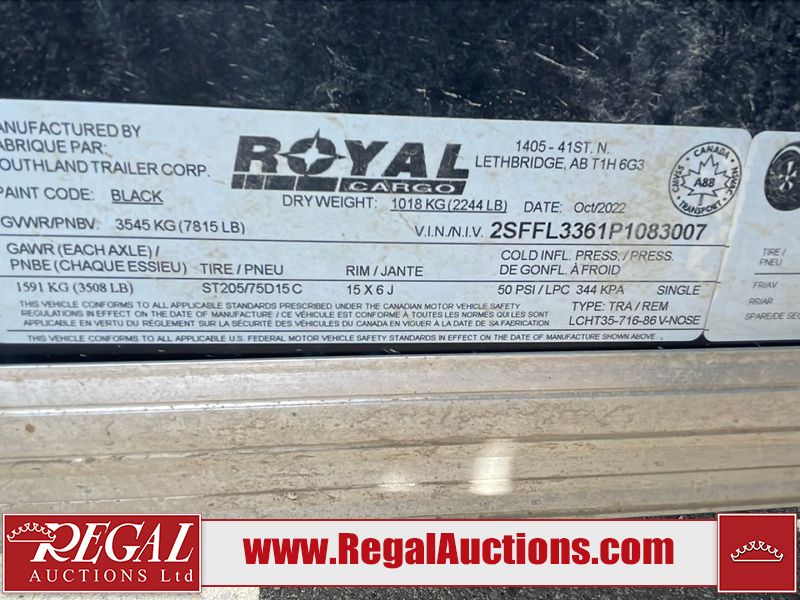 MANUFACTURED BY
FABRIQUE PAR:
SOUTHLAND TRAILER CORP.
ROYAL
CARGO
1405 - 41ST. N.
LETHBRIDGE, AB T1H 6G3
CANADA
CMVSS NSVAC
A88
TRANSPORT
PAINT CODE: BLACK
DRY WEIGHT: 1018 KG (2244 LB) DATE: Oct/2022
GVWR/PNBV: 3545 KG (7815 LB)
V.I.N./N.I.V. 2SFFL3361P1083007
GAWR (EACH AXLE) /
PNBE (CHAQUE ESSIEU) TIRE / PNEU RIM / JANTE
COLD INFL. PRESS. / PRESS.
DE GONFL. À FROID
1591 KG (3508 LB) ST205/75D15 C 15 X 6 J 50 PSI / LPC 344 KPA SINGLE
THIS VEHICLE CONFORMS TO ALL APPLICABLE STANDARDS PRESCRIBED UNDER THE CANADIAN MOTOR VEHICLE SAFETY
REGULATIONS IN EFFECT ON THE DATE OF MANUFACTURE / CE VÉHICULE EST CONFORME À TOUTES LES NORMES QUI LUI SONT
APPLICABLE EN VERTU DU RÉGLEMENT SUR LA SÉCURITÉ DES VÉHICULES DU CANADA EN VIGUER À LA DATE DE SA FABRICATION.
TYPE: TRA / REM
LCHT35-716-86 V-NOSE
THIS VEHICLE CONFORMS TO ALL APPLICABLE U.S. FEDERAL MOTOR VEHICLE SAFETY STANDARDS IN EFFECT ON THE DATE OF MANUFACTURE SHOWN ABOVE
TIRE /
PNEU
FR/AV
RR/AR
SPARE/DE
REGAL
AUCTIONS Ltd
www.RegalAuctions.com